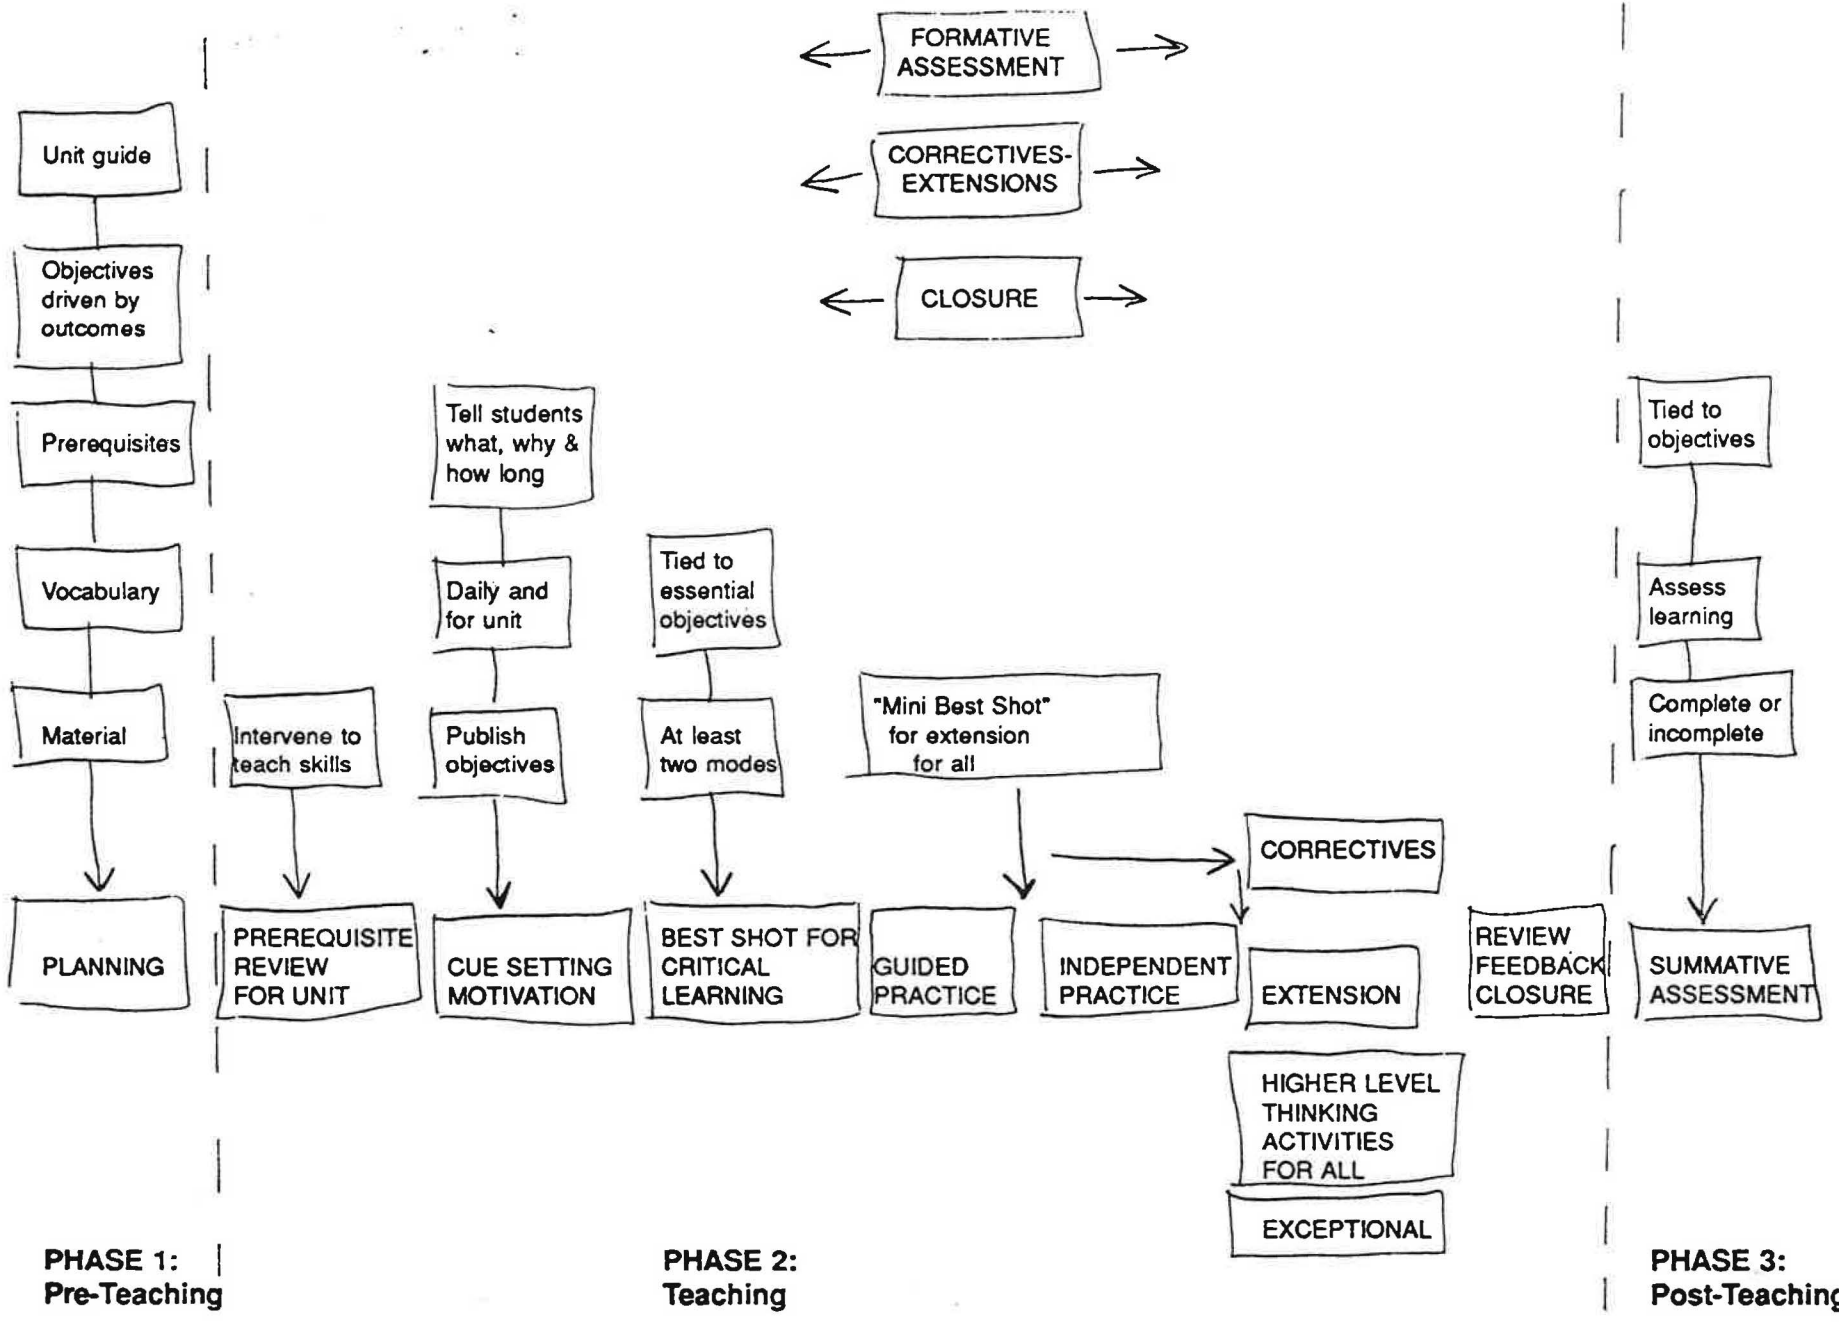 FORMATIVE
ASSESSMENT
CORRECTIVES-
EXTENSIONS
CLOSURE
Unit guide
Objectives
driven by
outcomes
Prerequisites
Vocabulary
Material
PLANNING
Intervene to
teach skills
PREREQUISITE
REVIEW
FOR UNIT
Tell students
what, why &
how long
Daily and
for unit
Publish
objectives
CUE SETTING
MOTIVATION
Tied to
essential
objectives
At least
two modes
BEST SHOT FOR
CRITICAL
LEARNING
"Mini Best Shot"
for extension
for all
GUIDED
PRACTICE
INDEPENDENT
PRACTICE
CORRECTIVES
EXTENSION
HIGHER LEVEL
THINKING
ACTIVITIES
FOR ALL
EXCEPTIONAL
REVIEW
FEEDBACK
CLOSURE
Tied to
objectives
Assess
learning
Complete or
incomplete
SUMMATIVE
ASSESSMENT
PHASE 1:
Pre-Teaching
PHASE 2:
Teaching
PHASE 3:
Post-Teaching